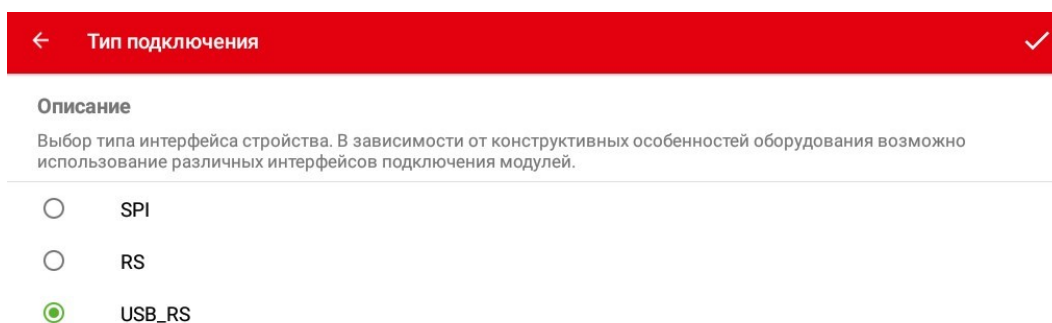 Тип подключения
Описание
Выбор типа интерфейса стройства. В зависимости от конструктивных особенностей оборудования возможно
использование различных интерфейсов подключения модулей.
SPI
RS
USB_RS